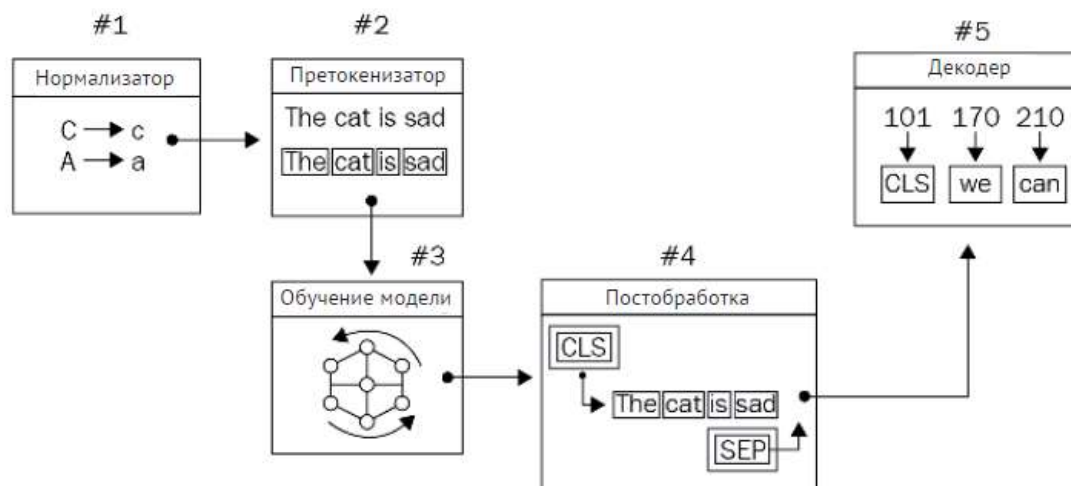 #1
Нормализатор
C → c
A → a
#2
Претокенизатор
The cat is sad
The cat is sad
#3
Обучение модели
#4
Постобработка
CLS
The cat is sad
SEP
#5
Декодер
101 170 210
CLS we can